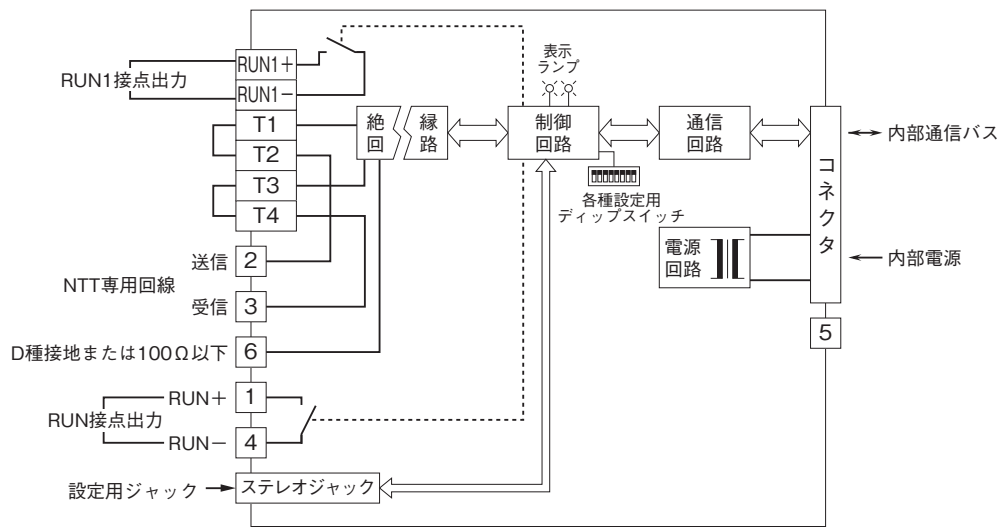 RUN1接点出力
RUN1+
RUN1−
T1
T2
T3
T4
絶 縁
回 路
表示
ランプ
制御
回路
通信
回路
各種設定用
ディップスイッチ
電源
回路
コネクタ
内部通信バス
内部電源
5
NTT専用回線
送信
2
受信
3
D種接地または100Ω以下
6
RUN接点出力
RUN+
1
RUN−
4
設定用ジャック
ステレオジャック